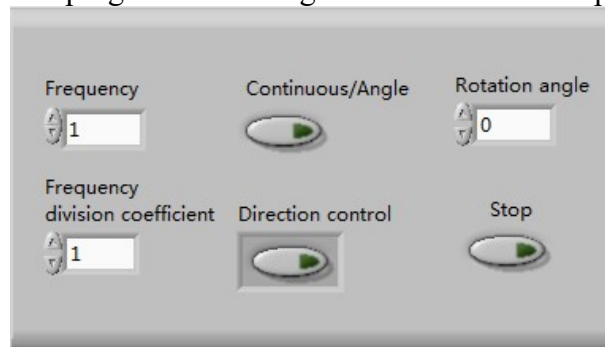 Frequency
Continuous/Angle
Rotation angle
1
0
Frequency
division coefficient
Direction control
Stop
1